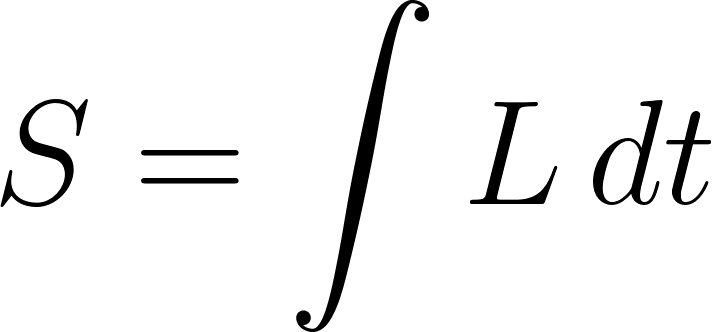 S = ∫ L dt